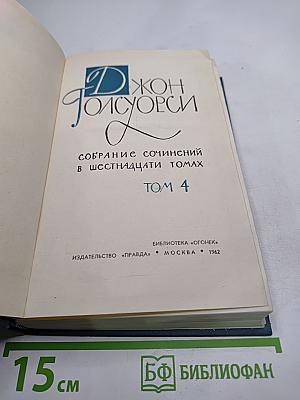 Джон
Голсуорси
СОБРАНИЕ СОЧИНЕНИЙ
В ШЕСТНАДЦАТИ ТОМАХ
ТОМ 4
БИБЛИОТЕКА «ОГОНЕК»
ИЗДАТЕЛЬСТВО «ПРАВДА» • МОСКВА • 1962
15 см
БФ БИБЛИОФАН